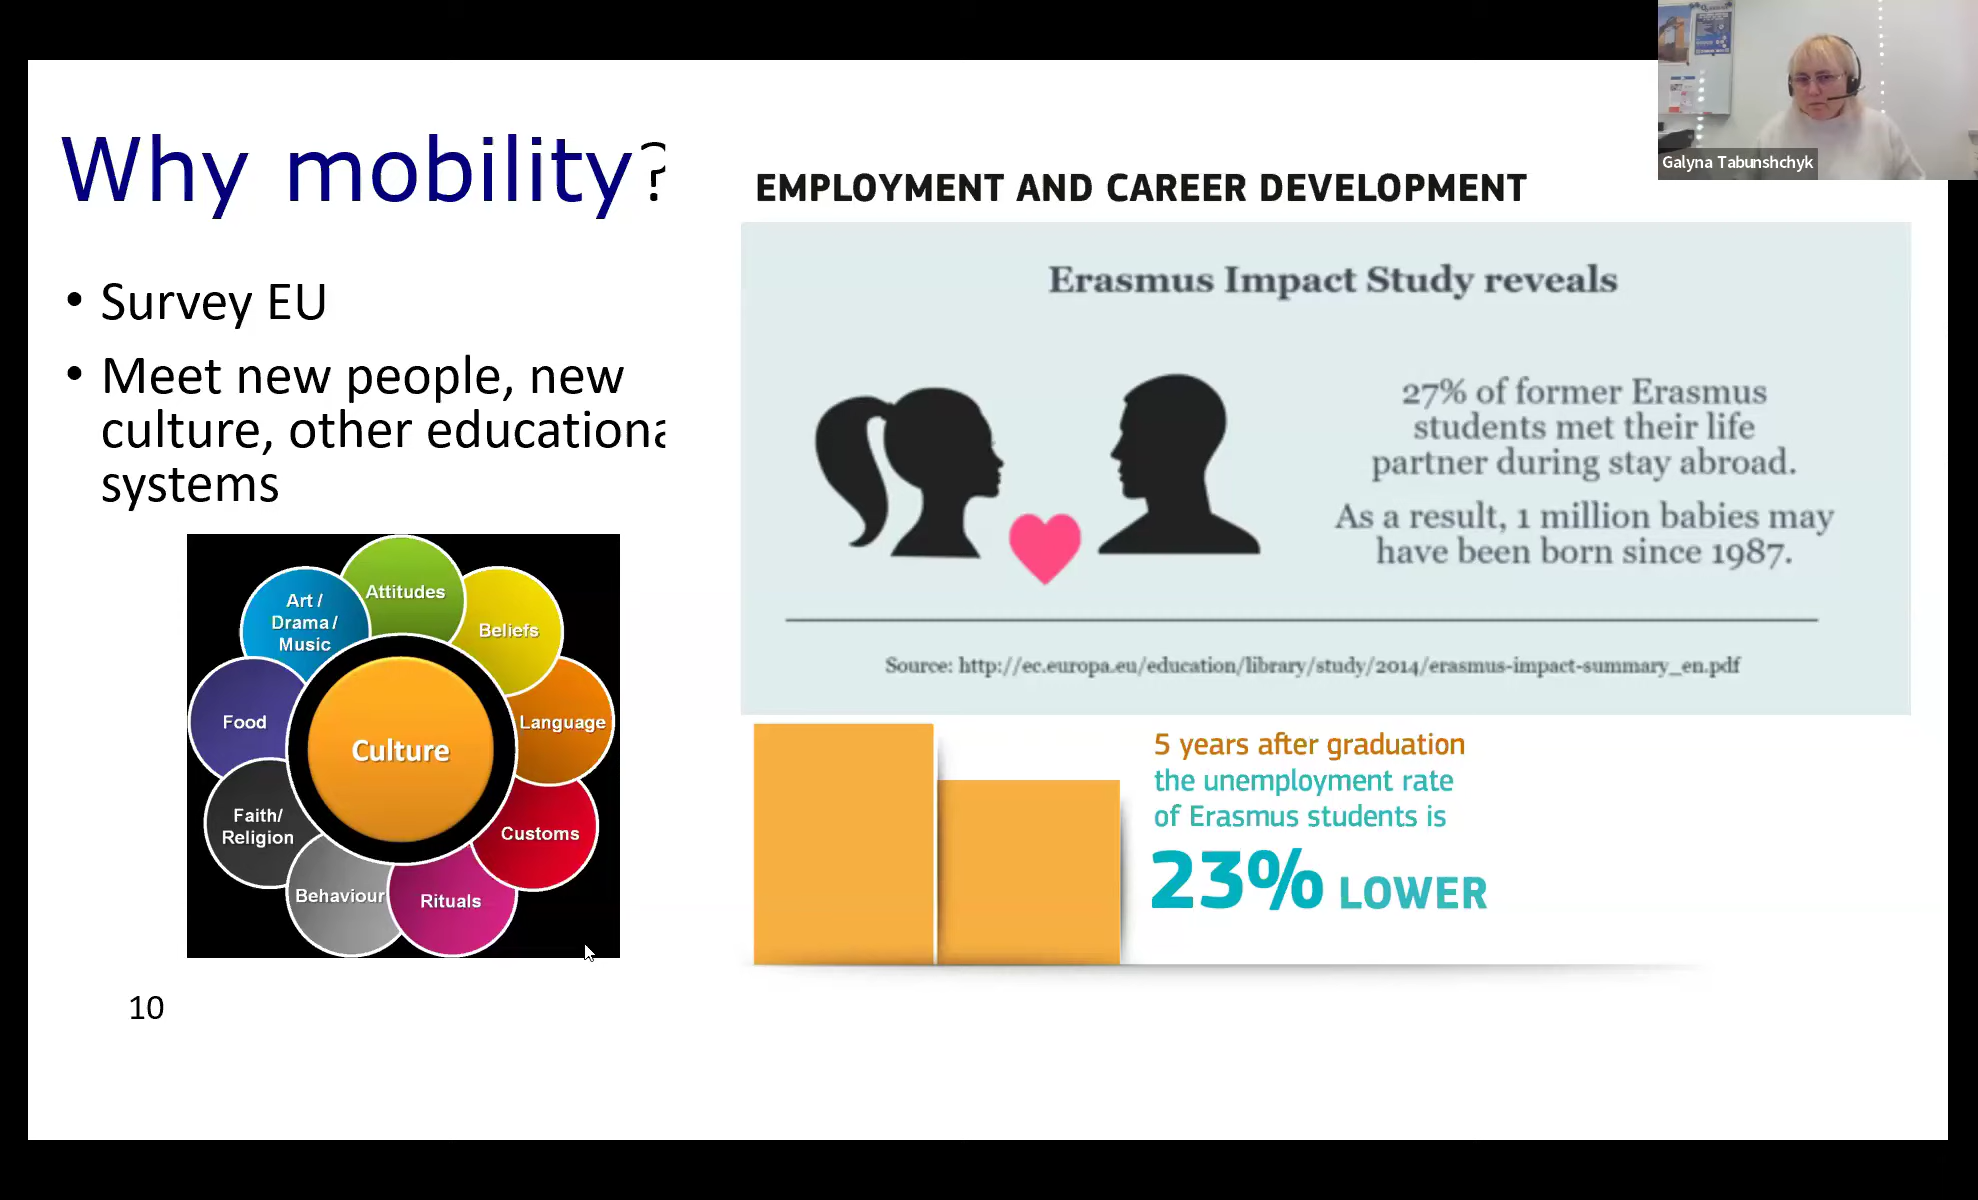 Why mobility?
• Survey EU
• Meet new people, new
culture, other educationa
systems
Attitudes
Art /
Drama /
Music
Beliefs
Food
Culture
Language
Faith/
Religion
Customs
Behaviour
Rituals
10
EMPLOYMENT AND CAREER DEVELOPMENT
Erasmus Impact Study reveals
27% of former Erasmus
students met their life
partner during stay abroad.
As a result, 1 million babies may
have been born since 1987.
Source: http://ec.europa.eu/education/library/study/2014/erasmus-impact-summary_en.pdf
5 years after graduation
the unemployment rate
of Erasmus students is
23% LOWER
Galyna Tabunshchyk